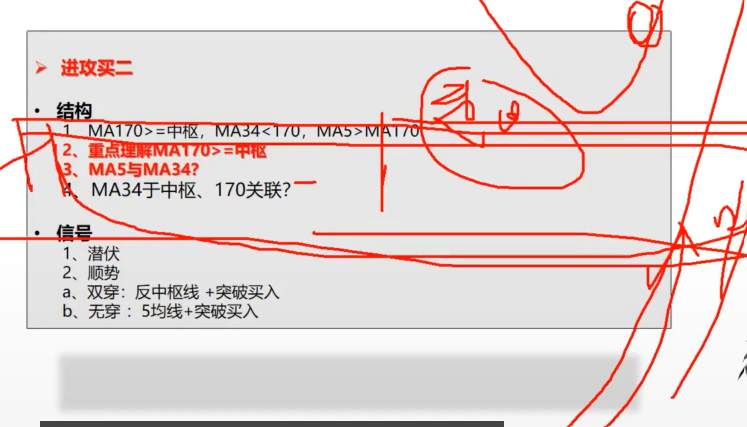 进攻买二
结构
1、MA170>=中枢，MA34<170，MA5>MA170
2、重点理解MA170>=中枢
3、MA5与MA34？
4、MA34于中枢、170关联？
信号
1、潜伏
2、顺势
a、双穿：反中枢线 +突破买入
b、无穿 ：5均线+突破买入